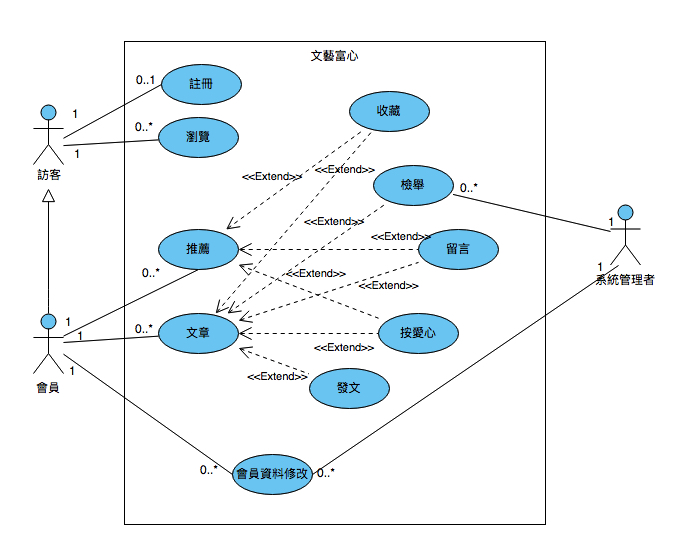 文藝富心
0..1
註冊
1
收藏
0..*
瀏覽
1
訪客
<<Extend>>
<<Extend>>
檢舉
0..*
<<Extend>>
1
推薦
<<Extend>>
留言
1
系統管理者
0..*
<<Extend>>
<<Extend>>
1
0..*
文章
按愛心
1
<<Extend>>
會員
1
<<Extend>>
發文
0..*
會員資料修改
0..*